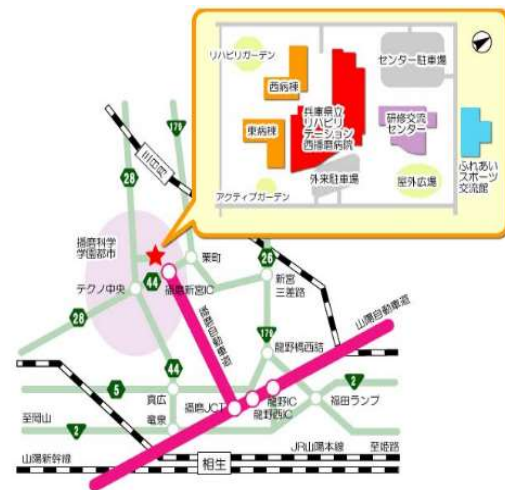 リハビリガーデン
センター駐車場
西病棟
兵庫県立
リハビリ
テーション
西播磨病院
東病棟
研修交流
センター
ふれあい
スポーツ
交流館
外来駐車場
屋外広場
アクティブガーデン
179
28
三日月
播磨科学
学園都市
栗町
26
44
テクノ中央
播磨新宮IC
新宮
三差路
28
播磨自動車道
179
山陽自動車道
龍野橋西詰
44
5
真広
播磨JCT
龍野IC
龍野西IC
福田ランプ
2
至岡山
2
竜泉
JR山陽本線
至姫路
山陽新幹線
相生